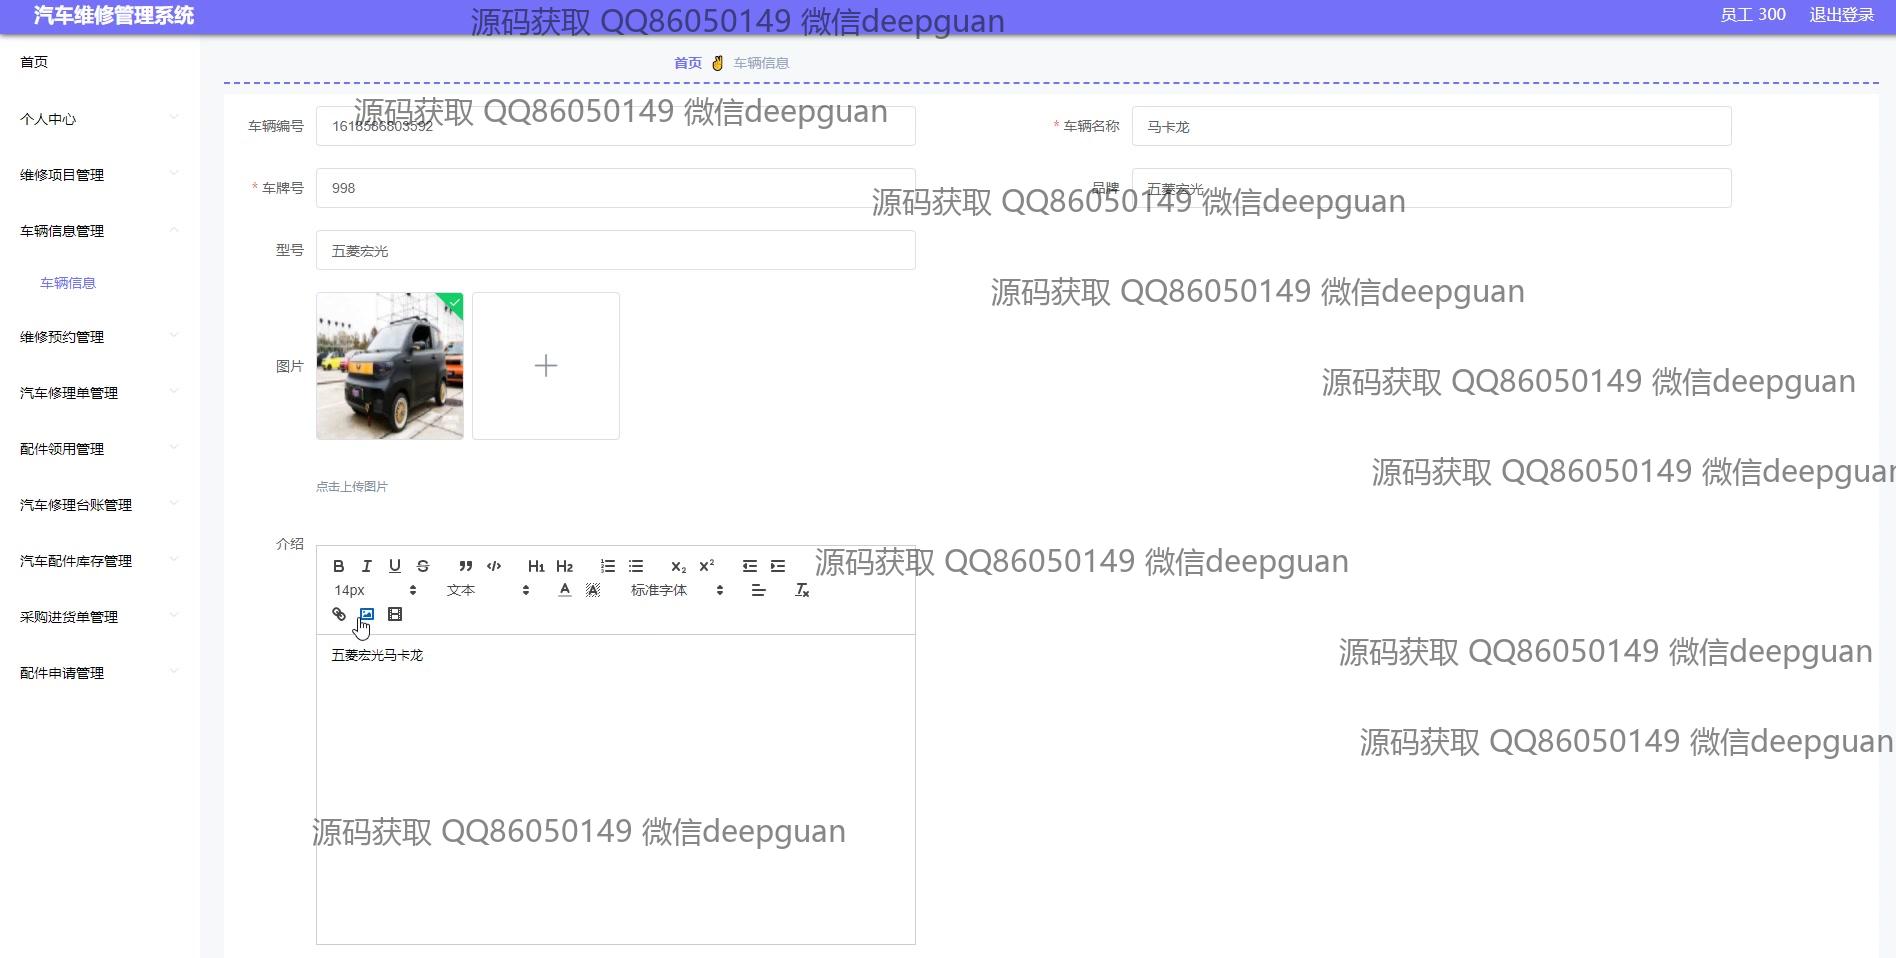 汽车维修管理系统
源码获取 QQ86050149 微信deepguan
员工 300
退出登录
首页
首页
车辆信息
个人中心
源码获取 QQ86050149 微信deepguan
车辆编号
1618586803592
* 车辆名称
马卡龙
维修项目管理
* 车牌号
998
品牌
五菱宏光
源码获取 QQ86050149 微信deepguan
车辆信息管理
型号
五菱宏光
车辆信息
源码获取 QQ86050149 微信deepguan
维修预约管理
图片
源码获取 QQ86050149 微信deepguan
汽车修理单管理
配件领用管理
源码获取 QQ86050149 微信deepguan
点击上传图片
汽车修理台账管理
介绍
汽车配件库存管理
B I U S H1 H2 X2 X2
源码获取 QQ86050149 微信deepguan
14px 文本 A A 标准字体 Tx
采购进货单管理
五菱宏光马卡龙
源码获取 QQ86050149 微信deepguan
配件申请管理
源码获取 QQ86050149 微信deepguan
源码获取 QQ86050149 微信deepguan